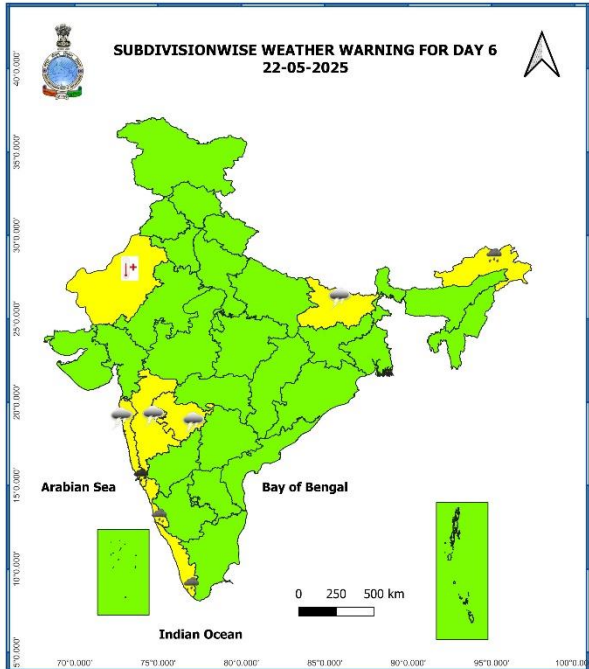 SUBDIVISIONWISE WEATHER WARNING FOR DAY 6
22-05-2025
40°0.000'
35°0.000'
30°0.000'
25°0.000'
20°0.000'
15°0.000'
10°0.000'
5°0.000'
Arabian Sea
Bay of Bengal
0 250 500 km
Indian Ocean
70°0.000' 75°0.000' 80°0.000' 85°0.000' 90°0.000' 95°0.000' 100°0.000'